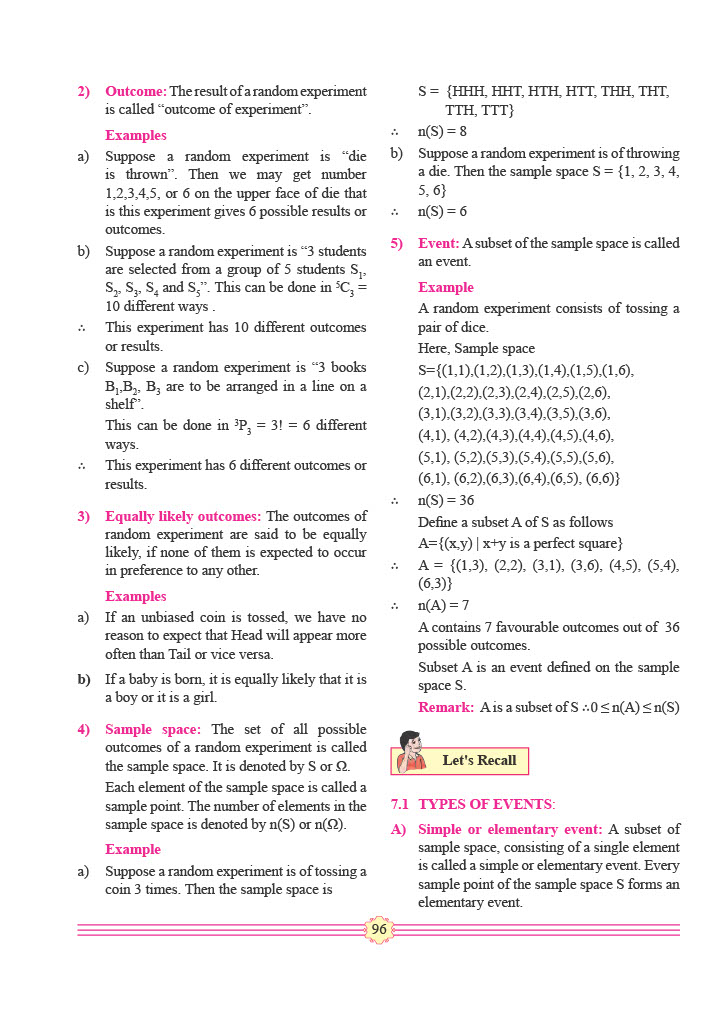 2) Outcome: The result of a random experiment
is called “outcome of experiment”.
Examples
a) Suppose a random experiment is “die
is thrown”. Then we may get number
1,2,3,4,5, or 6 on the upper face of die that
is this experiment gives 6 possible results or
outcomes.
b) Suppose a random experiment is “3 students
are selected from a group of 5 students S₁,
S₂, S₃, S₄ and S₅”. This can be done in ⁵C₃ =
10 different ways .
∴ This experiment has 10 different outcomes
or results.
c) Suppose a random experiment is “3 books
B₁,B₂, B₃ are to be arranged in a line on a
shelf”.
This can be done in ³P₃ = 3! = 6 different
ways.
∴ This experiment has 6 different outcomes or
results.
3) Equally likely outcomes: The outcomes of
random experiment are said to be equally
likely, if none of them is expected to occur
in preference to any other.
Examples
a) If an unbiased coin is tossed, we have no
reason to expect that Head will appear more
often than Tail or vice versa.
b) If a baby is born, it is equally likely that it is
a boy or it is a girl.
4) Sample space: The set of all possible
outcomes of a random experiment is called
the sample space. It is denoted by S or Ω.
Each element of the sample space is called a
sample point. The number of elements in the
sample space is denoted by n(S) or n(Ω).
Example
a) Suppose a random experiment is of tossing a
coin 3 times. Then the sample space is
S = {HHH, HHT, HTH, HTT, THH, THT,
TTH, TTT}
∴ n(S) = 8
b) Suppose a random experiment is of throwing
a die. Then the sample space S = {1, 2, 3, 4,
5, 6}
∴ n(S) = 6
5) Event: A subset of the sample space is called
an event.
Example
A random experiment consists of tossing a
pair of dice.
Here, Sample space
S={(1,1),(1,2),(1,3),(1,4),(1,5),(1,6),
(2,1),(2,2),(2,3),(2,4),(2,5),(2,6),
(3,1),(3,2),(3,3),(3,4),(3,5),(3,6),
(4,1), (4,2),(4,3),(4,4),(4,5),(4,6),
(5,1), (5,2),(5,3),(5,4),(5,5),(5,6),
(6,1), (6,2),(6,3),(6,4),(6,5), (6,6)}
∴ n(S) = 36
Define a subset A of S as follows
A={(x,y) | x+y is a perfect square}
∴ A = {(1,3), (2,2), (3,1), (3,6), (4,5), (5,4),
(6,3)}
∴ n(A) = 7
A contains 7 favourable outcomes out of 36
possible outcomes.
Subset A is an event defined on the sample
space S.
Remark: A is a subset of S ∴0 ≤ n(A) ≤ n(S)
Let's Recall
7.1 TYPES OF EVENTS:
A) Simple or elementary event: A subset of
sample space, consisting of a single element
is called a simple or elementary event. Every
sample point of the sample space S forms an
elementary event.
96